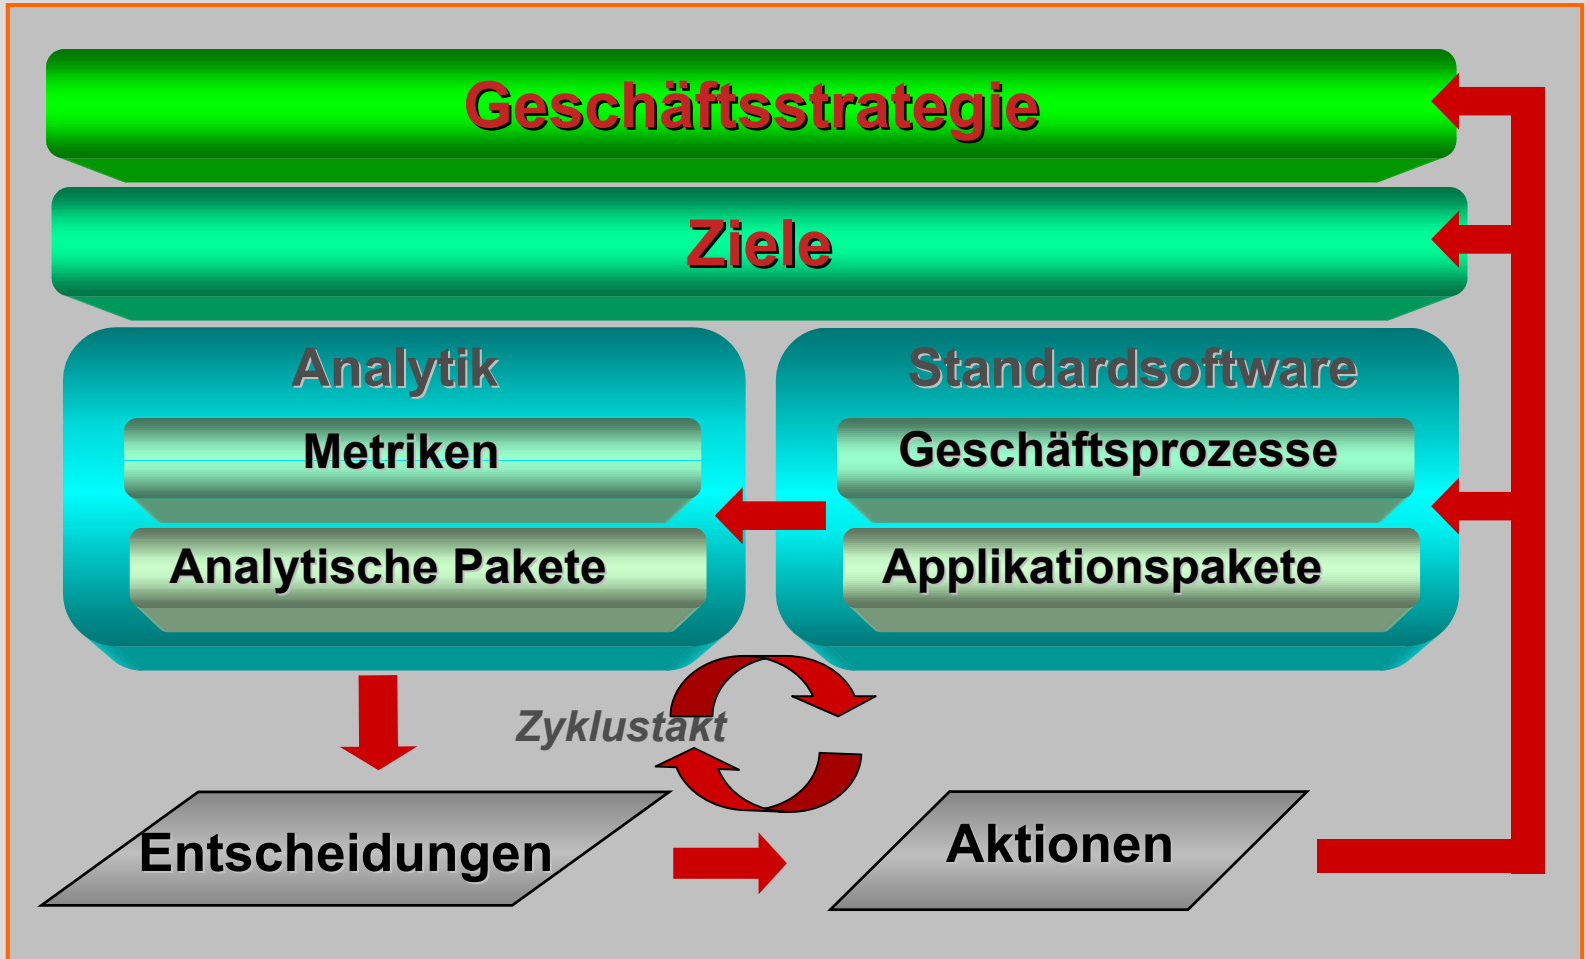 Geschäftsstrategie
Ziele
Analytik
Metriken
Analytische Pakete
Standardsoftware
Geschäftsprozesse
Applikationspakete
Zyklustakt
Entscheidungen
Aktionen